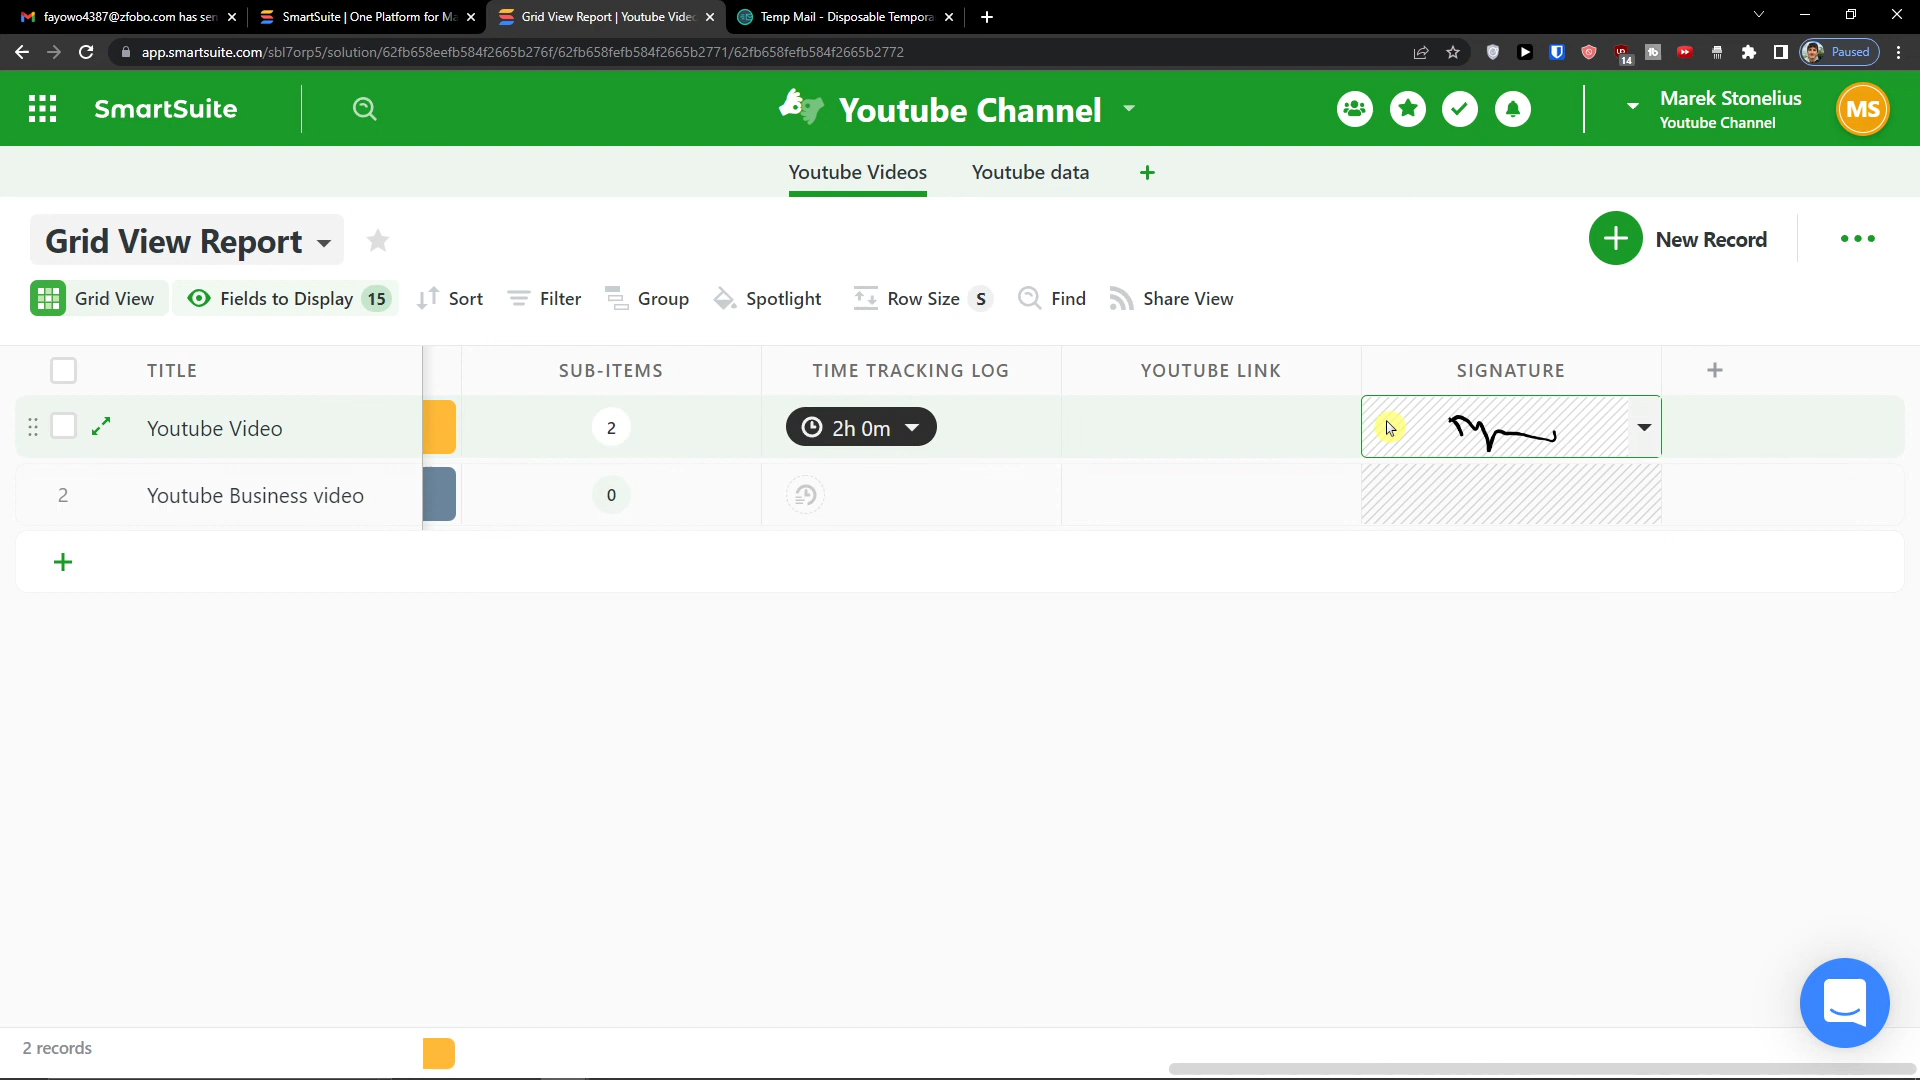 fayowo4387@zfobo.com has sen
SmartSuite | One Platform for Ma
Grid View Report | Youtube Vide
Temp Mail - Disposable Tempora
app.smartsuite.com/sbl7orp5/solution/62fb658eefb584f2665b276f/62fb658fefb584f2665b2771/62fb658fefb584f2665b2772
14
Paused
SmartSuite
Youtube Channel
Marek Stonelius
Youtube Channel
MS
Youtube Videos
Youtube data
Grid View Report
New Record
Grid View
Fields to Display 15
Sort
Filter
Group
Spotlight
Row Size S
Find
Share View
TITLE
SUB-ITEMS
TIME TRACKING LOG
YOUTUBE LINK
SIGNATURE
Youtube Video
2
2h 0m
2
Youtube Business video
0
2 records